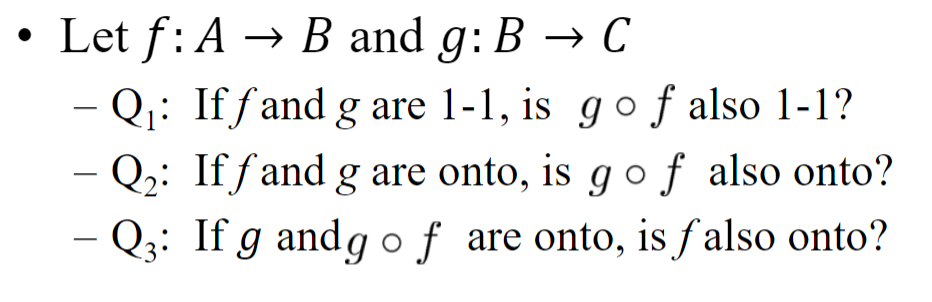 • Let f: A → B and g: B → C
– Q₁: If f and g are 1-1, is g ∘ f also 1-1?
– Q₂: If f and g are onto, is g ∘ f also onto?
– Q₃: If g and g ∘ f are onto, is f also onto?